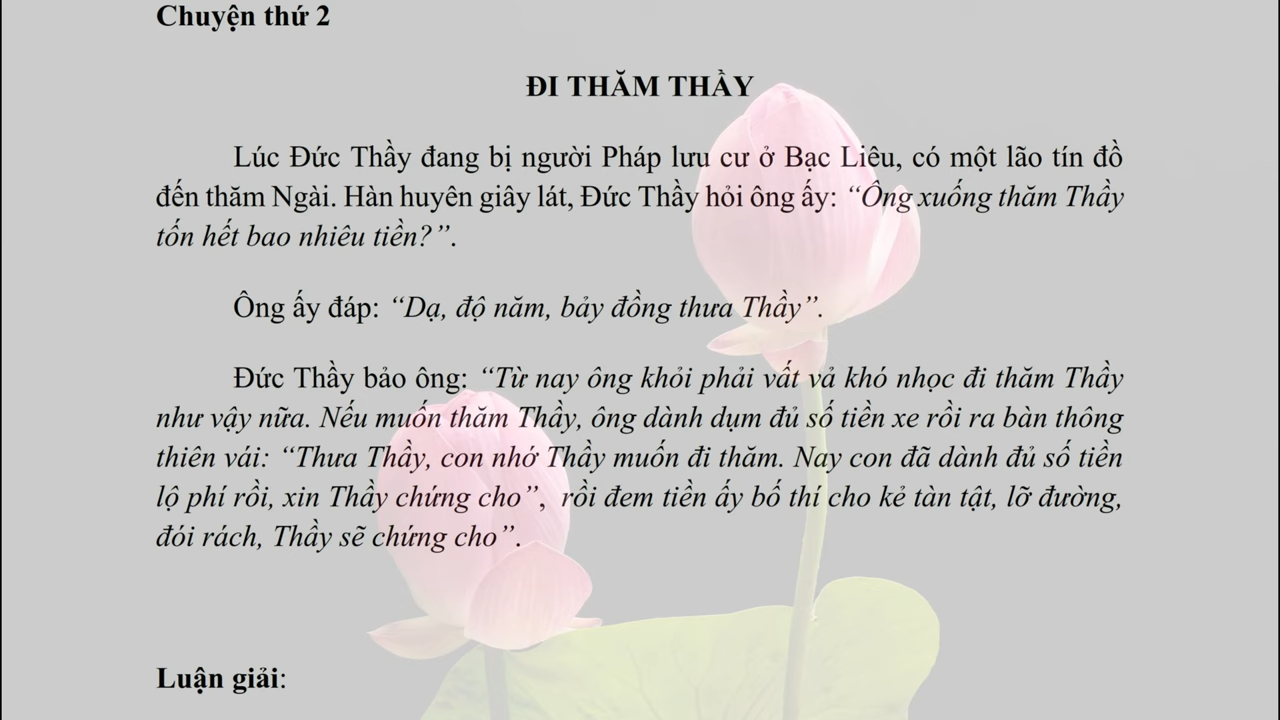 Chuyện thứ 2
ĐI THĂM THẦY
Lúc Đức Thầy đang bị người Pháp lưu cư ở Bạc Liêu, có một lão tín đồ
đến thăm Ngài. Hàn huyên giây lát, Đức Thầy hỏi ông ấy: “Ông xuống thăm Thầy
tốn hết bao nhiêu tiền?”.
Ông ấy đáp: “Dạ, độ năm, bảy đồng thưa Thầy”.
Đức Thầy bảo ông: “Từ nay ông khỏi phải vất vả khó nhọc đi thăm Thầy
như vậy nữa. Nếu muốn thăm Thầy, ông dành dụm đủ số tiền xe rồi ra bàn thông
thiên vái: “Thưa Thầy, con nhớ Thầy muốn đi thăm. Nay con đã dành đủ số tiền
lộ phí rồi, xin Thầy chứng cho”, rồi đem tiền ấy bố thí cho kẻ tàn tật, lỡ đường,
đói rách, Thầy sẽ chứng cho”.
Luận giải: